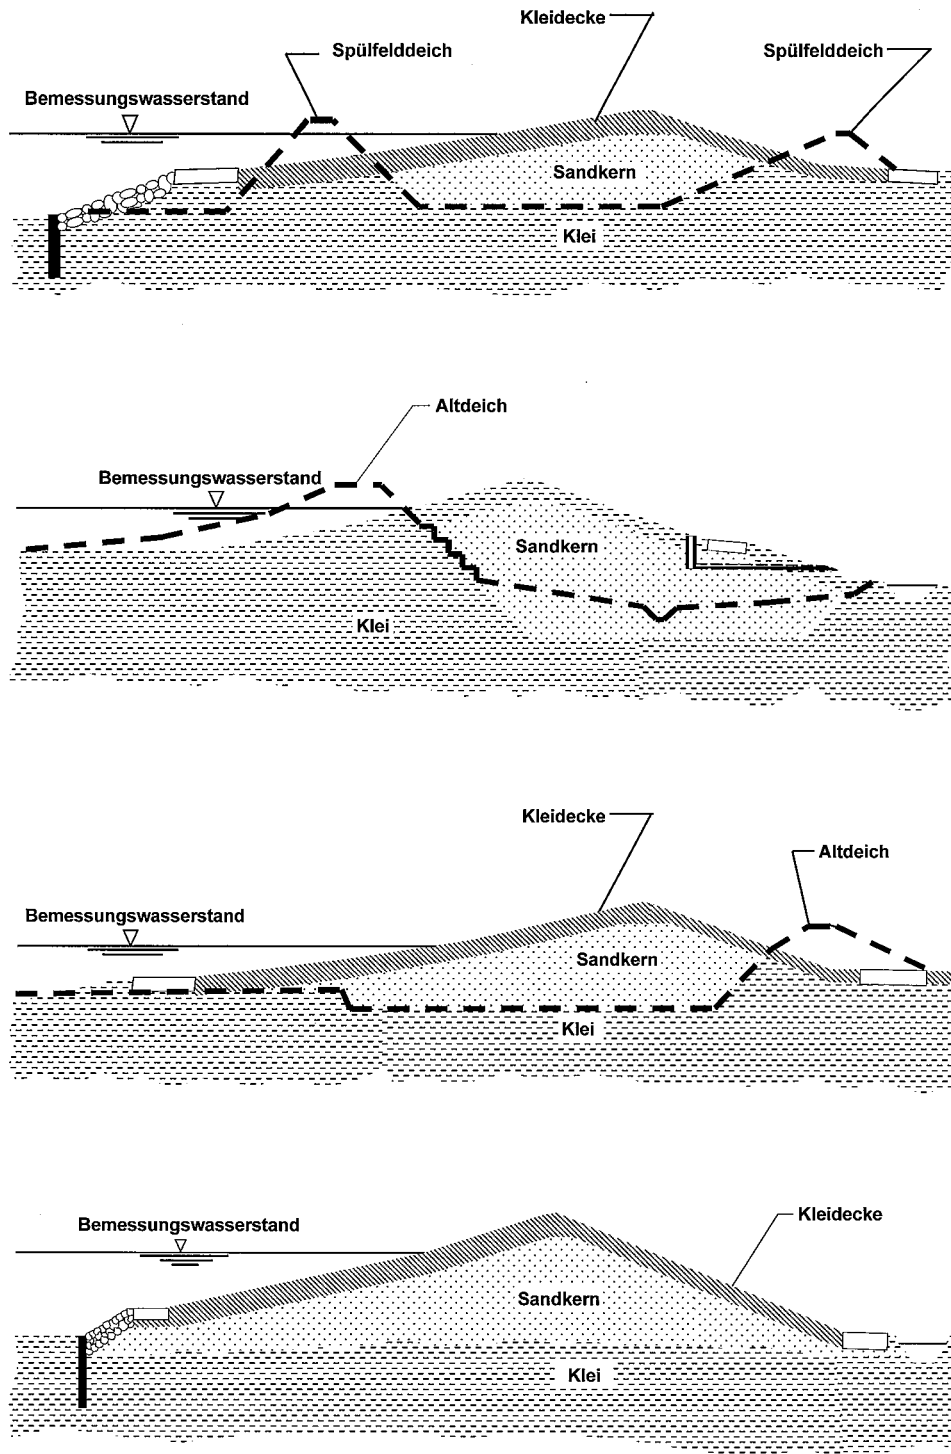 Kleidecke
Spülfelddeich
Spülfelddeich
Bemessungswasserstand
Sandkern
Klei
Altdeich
Bemessungswasserstand
Sandkern
Klei
Kleidecke
Altdeich
Bemessungswasserstand
Sandkern
Klei
Bemessungswasserstand
Kleidecke
Sandkern
Klei